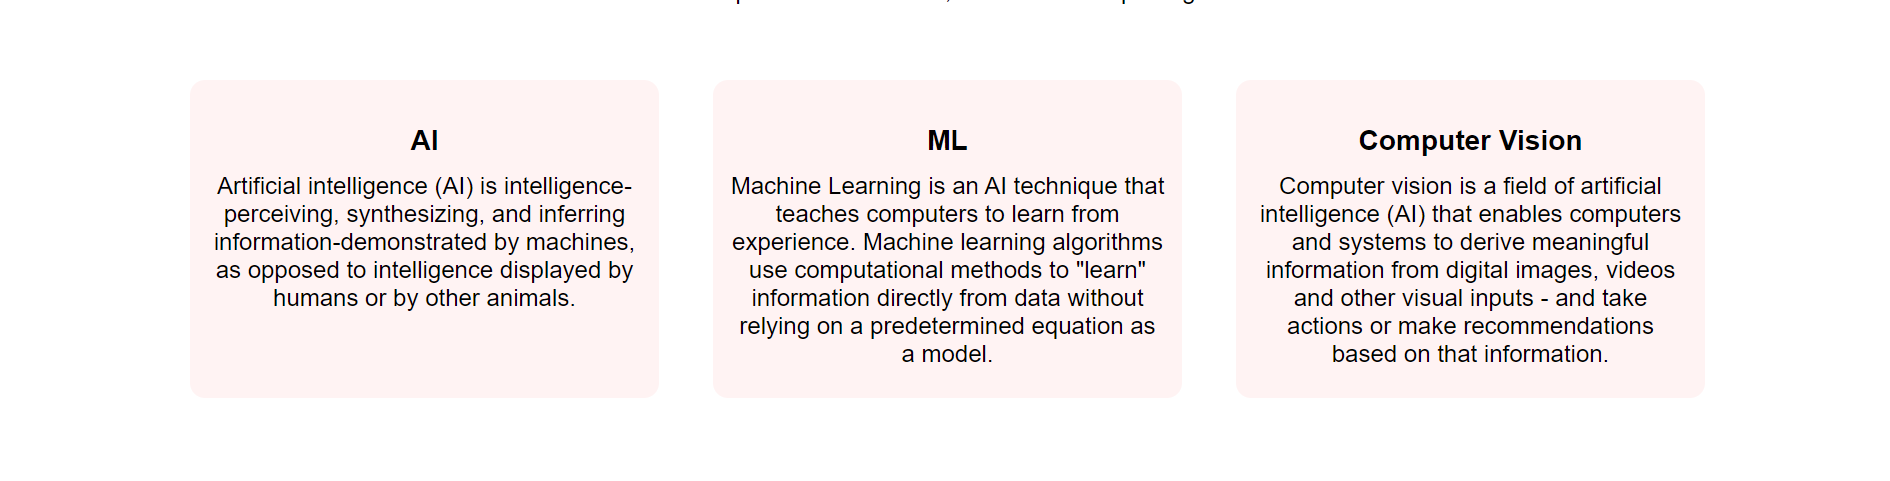 AI
Artificial intelligence (AI) is intelligence-
perceiving, synthesizing, and inferring
information-demonstrated by machines,
as opposed to intelligence displayed by
humans or by other animals.
ML
Machine Learning is an AI technique that
teaches computers to learn from
experience. Machine learning algorithms
use computational methods to "learn"
information directly from data without
relying on a predetermined equation as
a model.
Computer Vision
Computer vision is a field of artificial
intelligence (AI) that enables computers
and systems to derive meaningful
information from digital images, videos
and other visual inputs - and take
actions or make recommendations
based on that information.